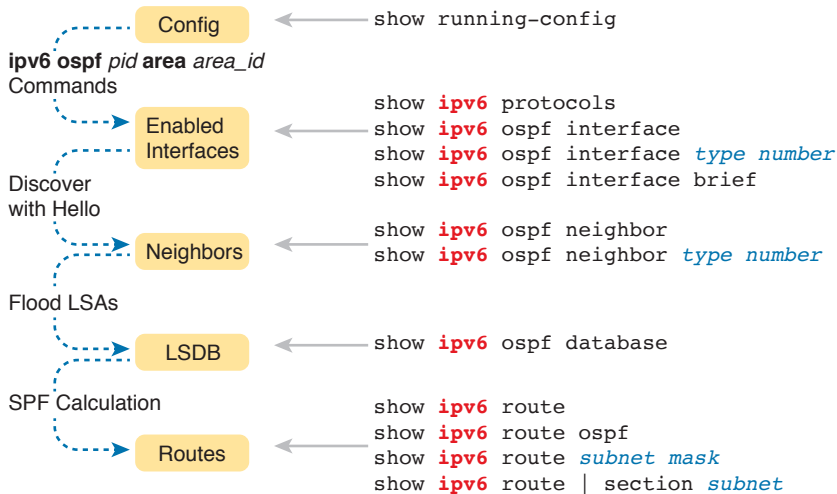 Config
show running-config
ipv6 ospf pid area area_id
Commands
Enabled
Interfaces
show ipv6 protocols
show ipv6 ospf interface
show ipv6 ospf interface type number
show ipv6 ospf interface brief
Discover
with Hello
Neighbors
show ipv6 ospf neighbor
show ipv6 ospf neighbor type number
Flood LSAs
LSDB
show ipv6 ospf database
SPF Calculation
Routes
show ipv6 route
show ipv6 route ospf
show ipv6 route subnet mask
show ipv6 route | section subnet